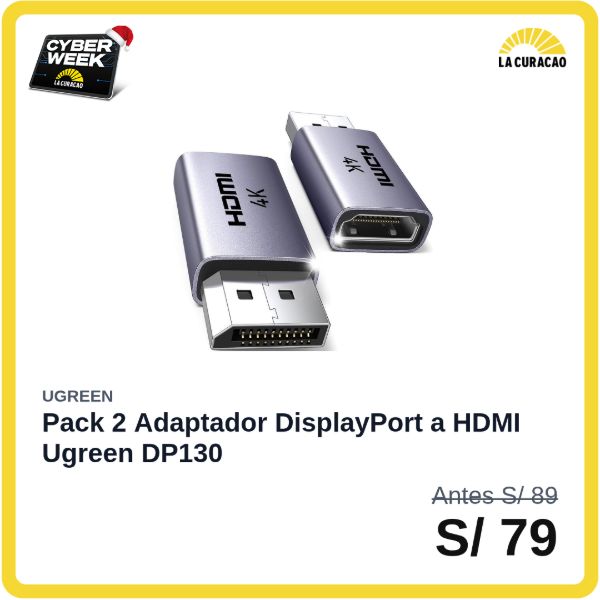 CYBER
WEEK
LA CURACAO
LA CURACAO
HDMI
4K
HDMI
4K
UGREEN
Pack 2 Adaptador DisplayPort a HDMI
Ugreen DP130
Antes S/ 89
S/ 79